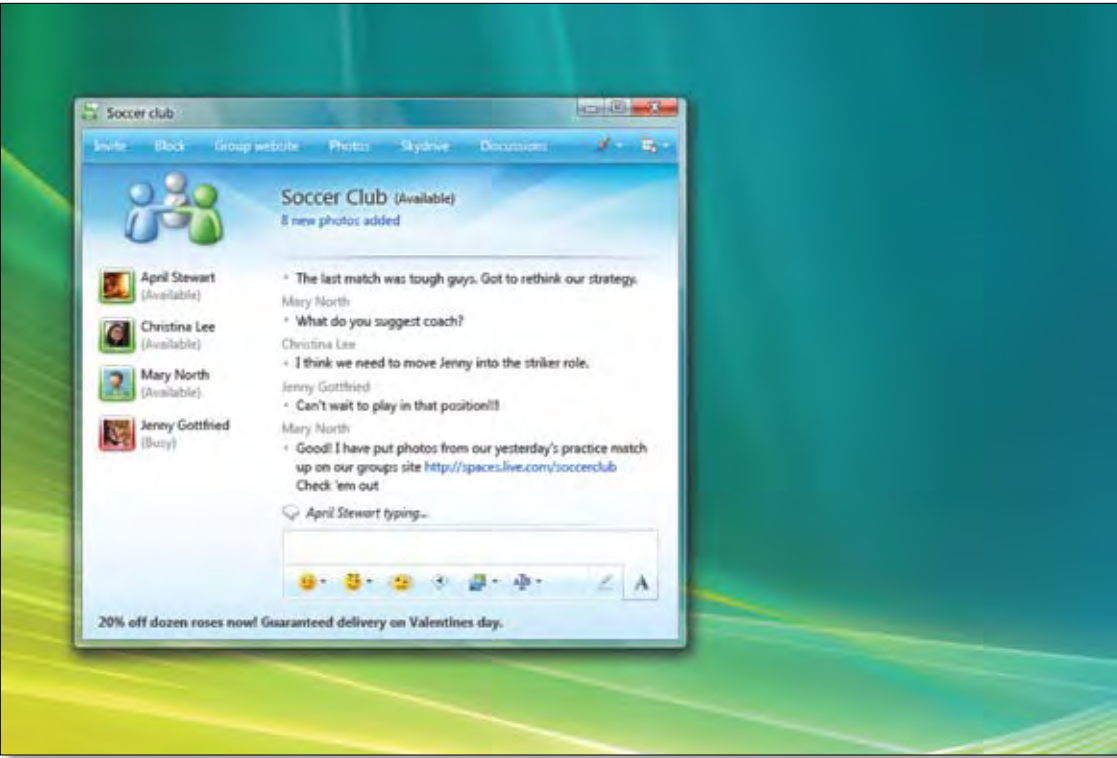 Soccer club
Invite Block Group website Photos Skydrive Discussions
Soccer Club (Available)
8 new photos added
April Stewart
(Available)
Christina Lee
(Available)
Mary North
(Available)
Jenny Gottfried
(Busy)
The last match was tough guys. Got to rethink our strategy.
Mary North
What do you suggest coach?
Christina Lee
I think we need to move Jenny into the striker role.
Jenny Gottfried
Can't wait to play in that position!!!
Mary North
Good! I have put photos from our yesterday's practice match
up on our groups site http://spaces.live.com/soccerclub
Check 'em out
April Stewart typing...
A
20% off dozen roses now! Guaranteed delivery on Valentines day.